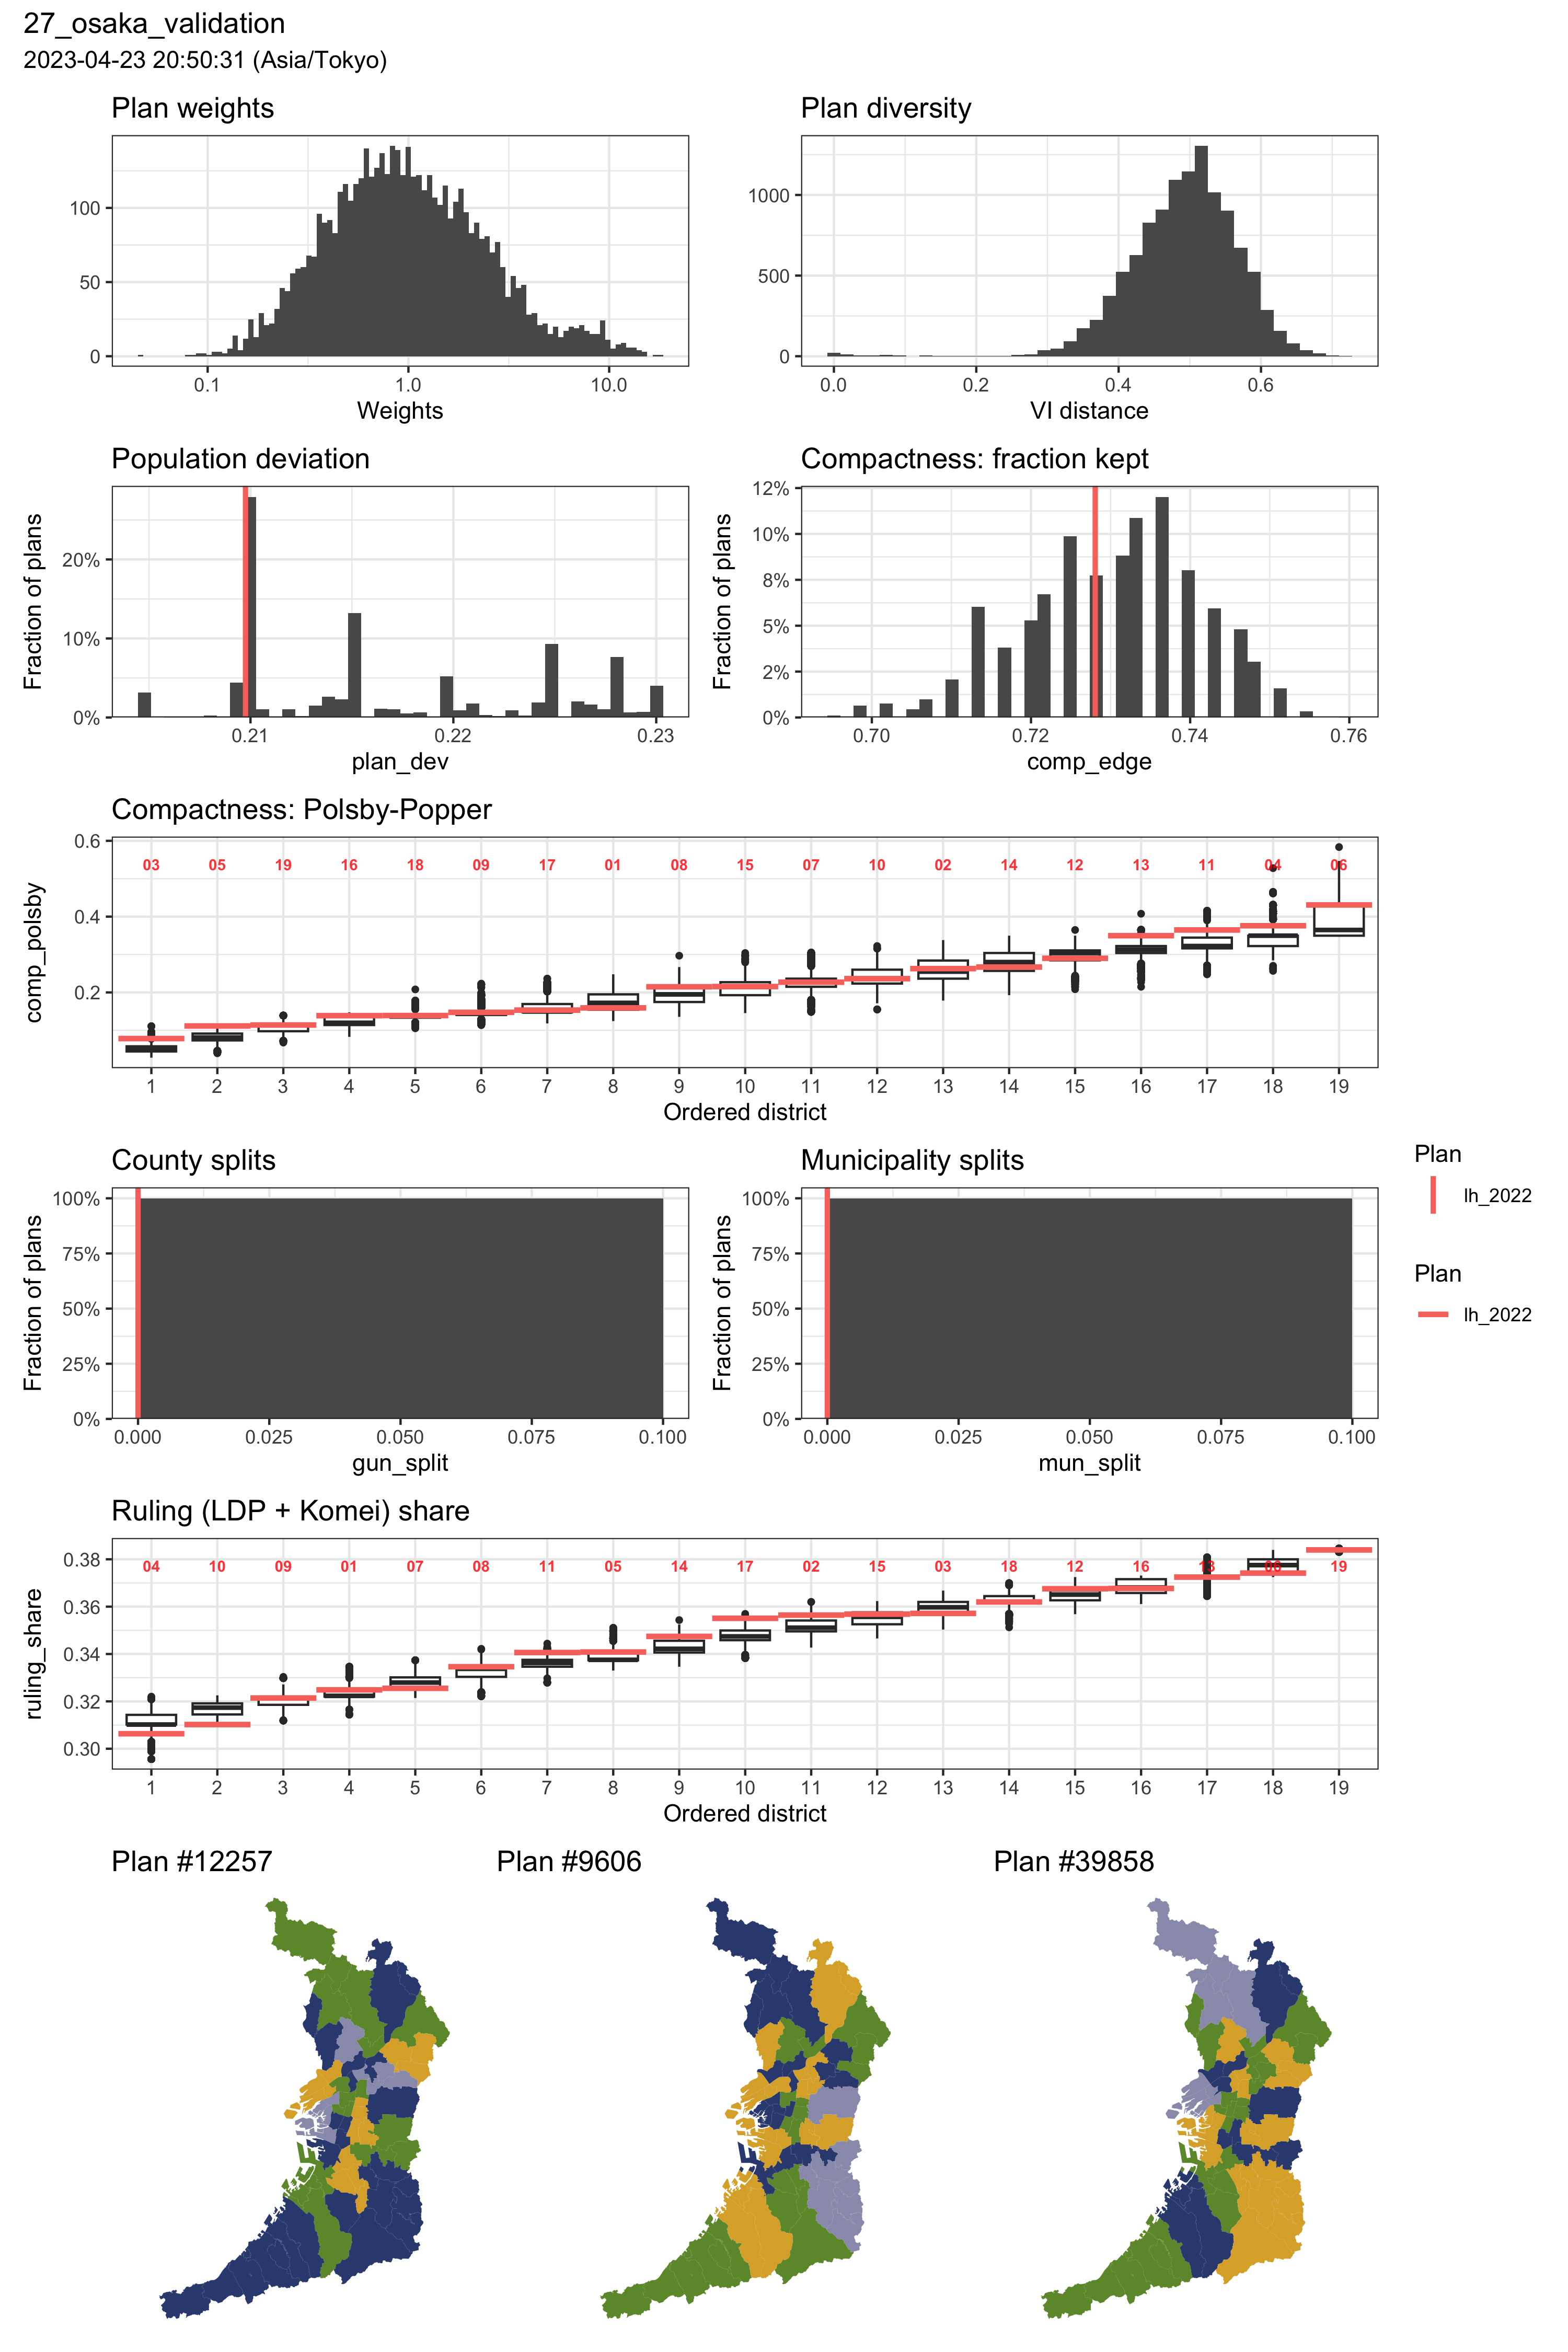 27_osaka_validation
2023-04-23 20:50:31 (Asia/Tokyo)
Plan weights
100
50
0
0.1 1.0 10.0
Weights
Plan diversity
1000
500
0
0.0 0.2 0.4 0.6
VI distance
Population deviation
Fraction of plans
20%
10%
0%
0.21 0.22 0.23
plan_dev
Compactness: fraction kept
Fraction of plans
12%
10%
8%
5%
2%
0%
0.70 0.72 0.74 0.76
comp_edge
Compactness: Polsby-Popper
comp_polsby
0.6
0.4
0.2
03 05 19 16 18 09 17 01 08 15 07 10 02 14 12 13 11 04 06
1 2 3 4 5 6 7 8 9 10 11 12 13 14 15 16 17 18 19
Ordered district
County splits
Fraction of plans
100%
75%
50%
25%
0%
0.000 0.025 0.050 0.075 0.100
gun_split
Municipality splits
Fraction of plans
100%
75%
50%
25%
0%
0.000 0.025 0.050 0.075 0.100
mun_split
Plan
lh_2022
Plan
lh_2022
Ruling (LDP + Komei) share
ruling_share
0.38
0.36
0.34
0.32
0.30
04 10 09 01 07 08 11 05 14 17 02 15 03 18 12 16 13 06 19
1 2 3 4 5 6 7 8 9 10 11 12 13 14 15 16 17 18 19
Ordered district
Plan #12257
Plan #9606
Plan #39858